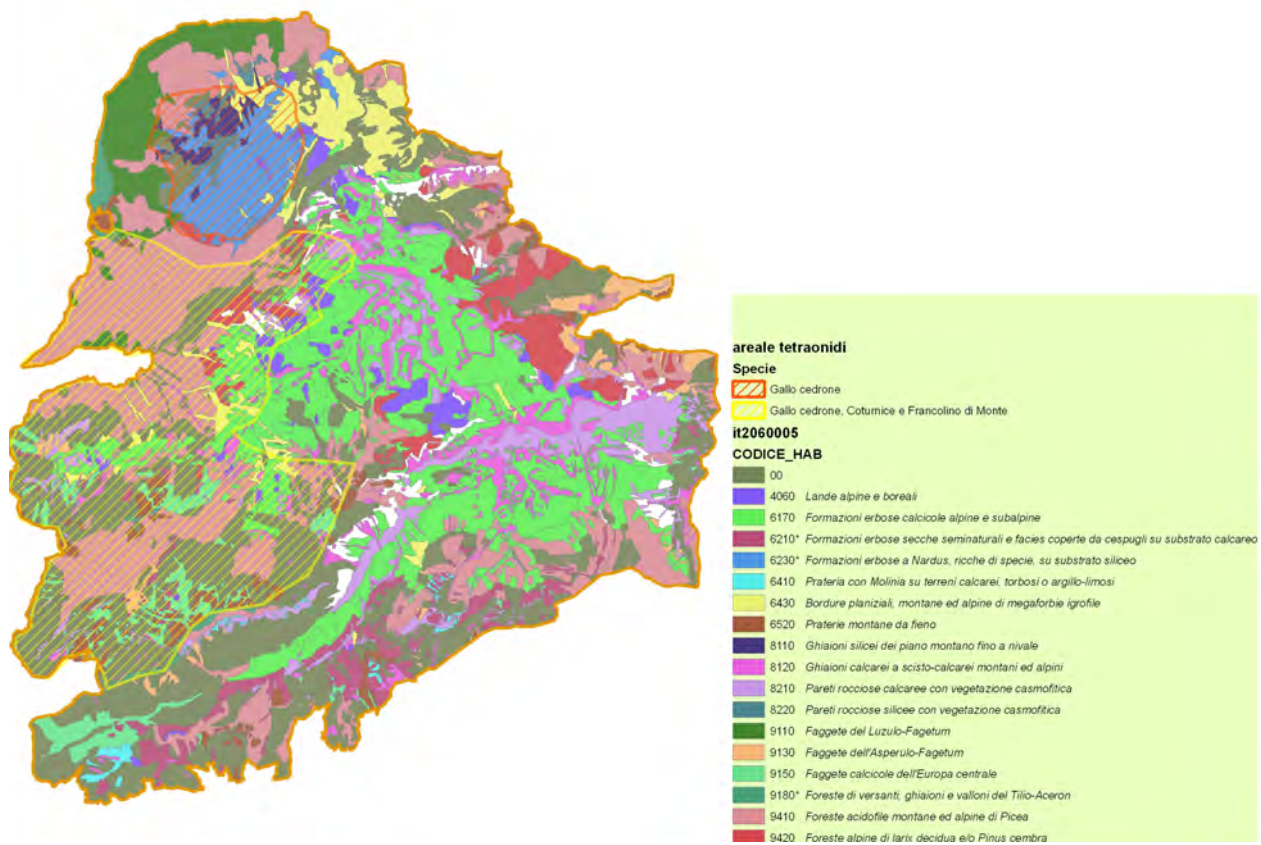 areale tetraonidi
Specie
Gallo cedrone
Gallo cedrone, Coturnice e Francolino di Monte
it2060005
CODICE_HAB
00
4060 Lande alpine e boreali
6170 Formazioni erbose calcicole alpine e subalpine
6210* Formazioni erbose secche seminaturali e facies coperte da cespugli su substrato calcareo
6230* Formazioni erbose a Nardus, ricche di specie, su substrato siliceo
6410 Prateria con Molinia su terreni calcarei, torbosi o argillo-limosi
6430 Bordure planiziali, montane ed alpine di megaforbie igrofile
6520 Praterie montane da fieno
8110 Ghiaioni silicei dei piano montano fino a nivale
8120 Ghiaioni calcarei a scisto-calcarei montani ed alpini
8210 Pareti rocciose calcaree con vegetazione casmofitica
8220 Pareti rocciose silicee con vegetazione casmofitica
9110 Faggete del Luzulo-Fagetum
9130 Faggete dell'Asperulo-Fagetum
9150 Faggete calcicole dell'Europa centrale
9180* Foreste di versanti, ghiaioni e valloni del Tilio-Aceron
9410 Foreste acidofile montane ed alpine di Picea
9420 Foreste alpine di larix decidua e/o Pinus cembra